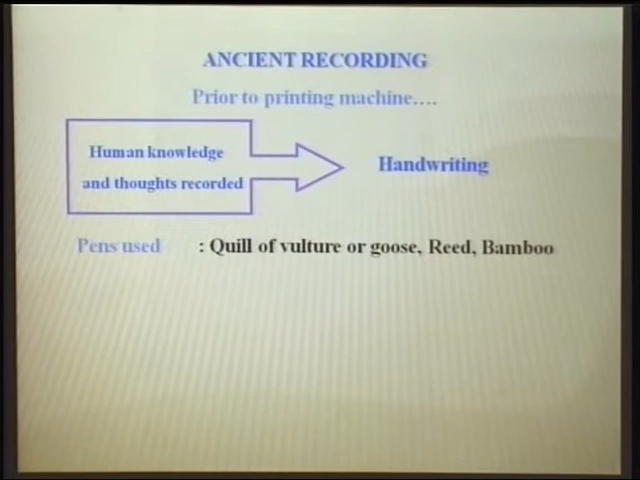 ANCIENT RECORDING
Prior to printing machine....
Human knowledge
and thoughts recorded
Handwriting
Pens used : Quill of vulture or goose, Reed, Bamboo